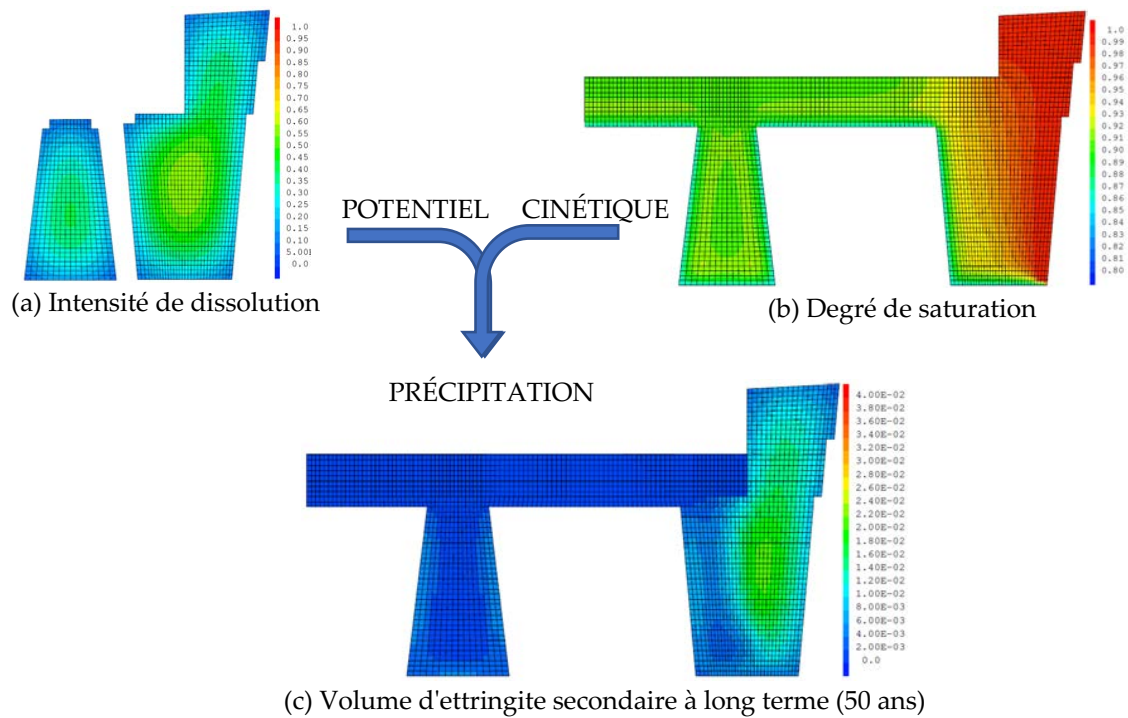 1.0
0.95
0.90
0.85
0.80
0.75
0.70
0.65
0.60
0.55
0.50
0.45
0.40
0.35
0.30
0.25
0.20
0.15
0.10
5.00E
0.0
(a) Intensité de dissolution
POTENTIEL CINÉTIQUE
1.0
0.99
0.98
0.97
0.96
0.95
0.94
0.93
0.92
0.91
0.90
0.89
0.88
0.87
0.86
0.85
0.84
0.83
0.82
0.81
0.80
(b) Degré de saturation
PRÉCIPITATION
4.00E-02
3.80E-02
3.60E-02
3.40E-02
3.20E-02
3.00E-02
2.80E-02
2.60E-02
2.40E-02
2.20E-02
2.00E-02
1.80E-02
1.60E-02
1.40E-02
1.20E-02
1.00E-02
8.00E-03
6.00E-03
4.00E-03
2.00E-03
0.0
(c) Volume d'ettringite secondaire à long terme (50 ans)